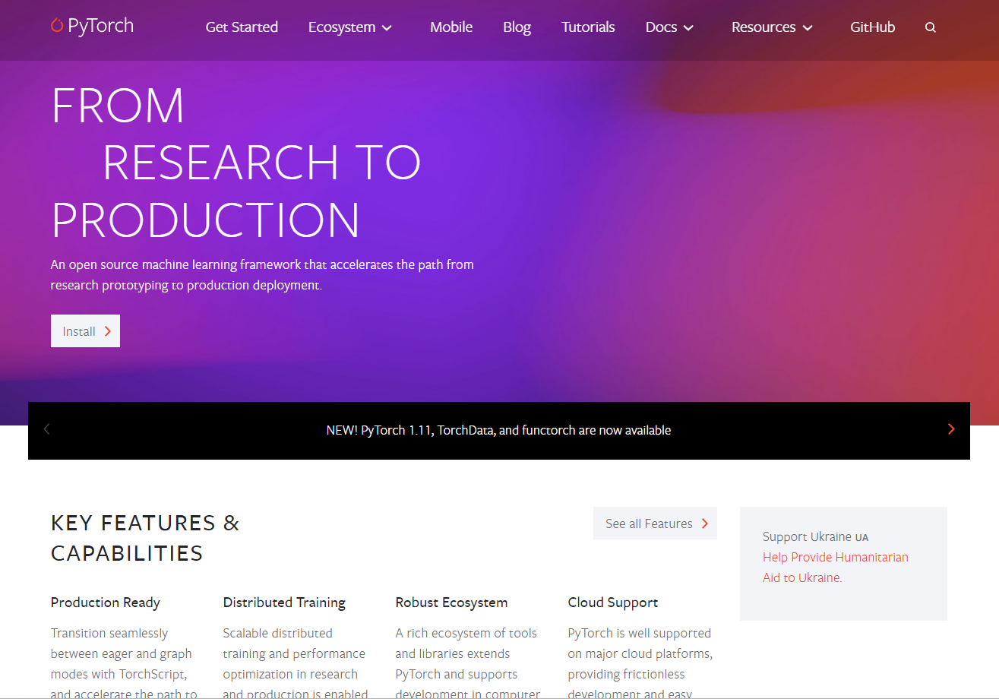 PyTorch
Get Started
Ecosystem
Mobile
Blog
Tutorials
Docs
Resources
GitHub
FROM
RESEARCH TO
PRODUCTION
An open source machine learning framework that accelerates the path from
research prototyping to production deployment.
Install
NEW! PyTorch 1.11, TorchData, and functorch are now available
KEY FEATURES &
CAPABILITIES
See all Features
Support Ukraine UA
Help Provide Humanitarian
Aid to Ukraine.
Production Ready
Transition seamlessly
between eager and graph
modes with TorchScript,
and accelerate the path to
Distributed Training
Scalable distributed
training and performance
optimization in research
and production is enabled
Robust Ecosystem
A rich ecosystem of tools
and libraries extends
PyTorch and supports
development in computer
Cloud Support
PyTorch is well supported
on major cloud platforms,
providing frictionless
development and easy